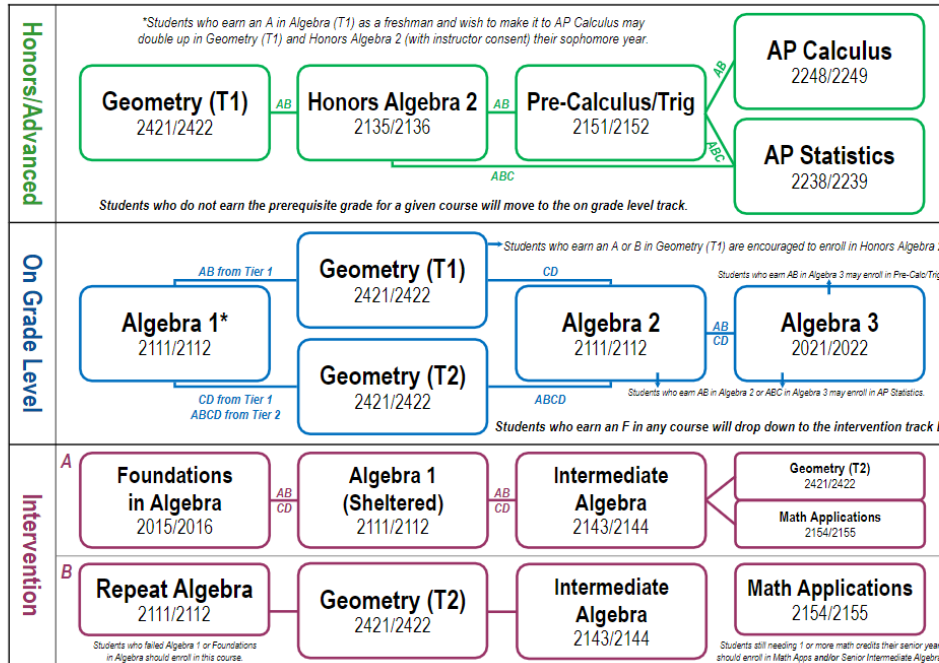 Honors/Advanced
*Students who earn an A in Algebra (T1) as a freshman and wish to make it to AP Calculus may
double up in Geometry (T1) and Honors Algebra 2 (with instructor consent) their sophomore year.
Geometry (T1)
2421/2422
AB
Honors Algebra 2
2135/2136
AB
Pre-Calculus/Trig
2151/2152
AB
AP Calculus
2248/2249
ABC
AP Statistics
2238/2239
ABC
Students who do not earn the prerequisite grade for a given course will move to the on grade level track.
On Grade Level
Students who earn an A or B in Geometry (T1) are encouraged to enroll in Honors Algebra 2
AB from Tier 1
Geometry (T1)
2421/2422
CD
Students who earn AB in Algebra 3 may enroll in Pre-Calc/Trig
Algebra 1*
2111/2112
Algebra 2
2111/2112
AB
CD
Algebra 3
2021/2022
Geometry (T2)
2421/2422
CD from Tier 1
ABCD from Tier 2
ABCD
Students who earn AB in Algebra 2 or ABC in Algebra 3 may enroll in AP Statistics.
Students who earn an F in any course will drop down to the intervention track
Intervention
A
Foundations
in Algebra
2015/2016
AB
CD
Algebra 1
(Sheltered)
2111/2112
AB
CD
Intermediate
Algebra
2143/2144
Geometry (T2)
2421/2422
Math Applications
2154/2155
B
Repeat Algebra
2111/2112
Geometry (T2)
2421/2422
Intermediate
Algebra
2143/2144
Math Applications
2154/2155
Students who failed Algebra 1 or Foundations
in Algebra should enroll in this course.
Students still needing 1 or more math credits their senior year
should enroll in Math Apps and/or Senior Intermediate Algebra